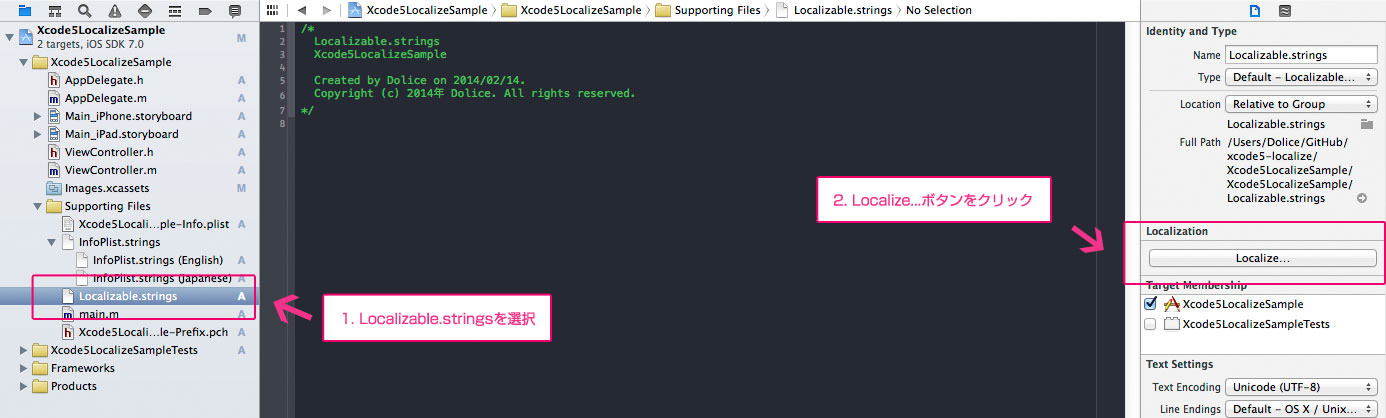 Xcode5LocalizeSample
2 targets, iOS SDK 7.0
M
Xcode5LocalizeSample
AppDelegate.h A
AppDelegate.m A
Main_iPhone.storyboard A
Main_iPad.storyboard A
ViewController.h A
ViewController.m A
Images.xcassets M
Supporting Files
Xcode5Locali...ple-Info.plist A
InfoPlist.strings
InfoPlist.strings (English) A
InfoPlist.strings (Japanese) A
Localizable.strings A
main.m A
Xcode5Locali...le-Prefix.pch A
Xcode5LocalizeSampleTests A
Frameworks
Products
Xcode5LocalizeSample Xcode5LocalizeSample Supporting Files Localizable.strings No Selection
1 /*
2 Localizable.strings
3 Xcode5LocalizeSample
4
5 Created by Dolice on 2014/02/14.
6 Copyright (c) 2014年 Dolice. All rights reserved.
7 */
8
1. Localizable.stringsを選択
2. Localize...ボタンをクリック
Identity and Type
Name Localizable.strings
Type Default - Localizable...
Location Relative to Group
Localizable.strings
Full Path /Users/Dolice/GitHub/
xcode5-localize/
Xcode5LocalizeSample/
Xcode5LocalizeSample/
Localizable.strings
Localization
Localize...
Target Membership
Xcode5LocalizeSample
Xcode5LocalizeSampleTests
Text Settings
Text Encoding Unicode (UTF-8)
Line Endings Default - OS X / Unix...